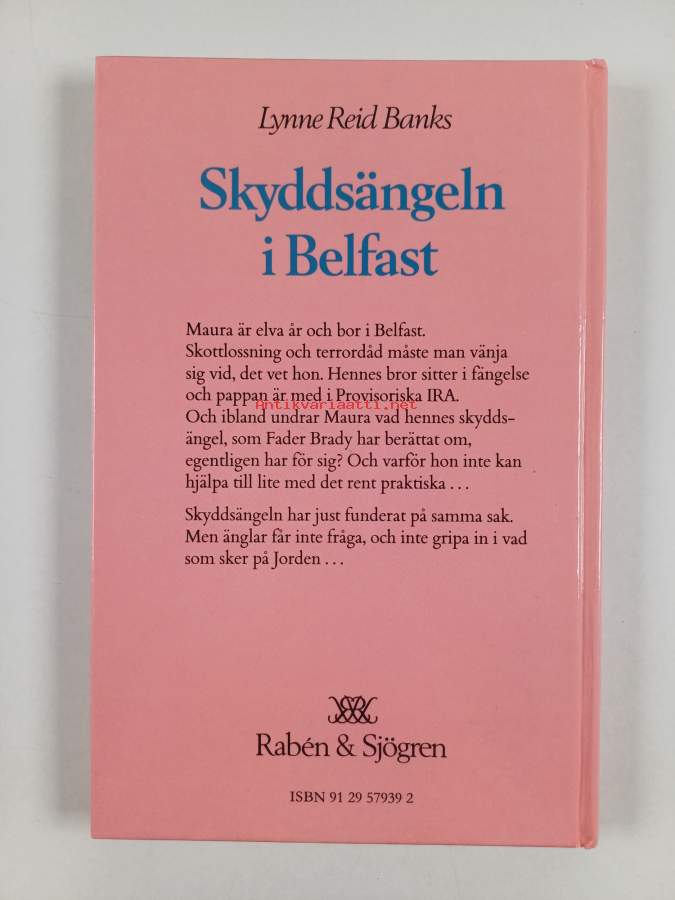 Lynne Reid Banks
Skyddsängeln
i Belfast
Maura är elva år och bor i Belfast.
Skottlossning och terrordåd måste man vänja
sig vid, det vet hon. Hennes bror sitter i fängelse
och pappan är med i Provisoriska IRA.
Antikvariaatti.net
Och ibland undrar Maura vad hennes skydds-
ängel, som Fader Brady har berättat om,
egentligen har för sig? Och varför hon inte kan
hjälpa till lite med det rent praktiska . . .
Skyddsängeln har just funderat på samma sak.
Men änglar får inte fråga, och inte gripa in i vad
som sker på Jorden . . .
Rabén & Sjögren
ISBN 91 29 57939 2